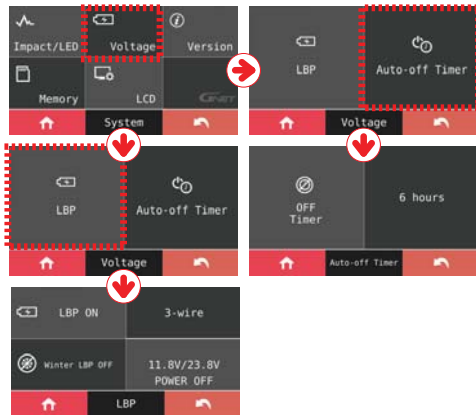 Impact/LED
Voltage
Version
Memory
LCD
GNET
System
LBP
Auto-off Timer
Voltage
LBP
Auto-off Timer
Voltage
OFF
Timer
6 hours
Auto-off Timer
LBP ON
3-wire
Winter LBP OFF
11.8V/23.8V
POWER OFF
LBP